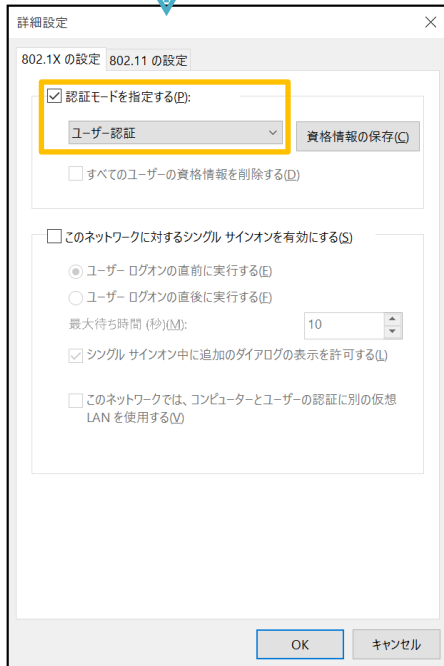 詳細設定
802.1X の設定 802.11 の設定
認証モードを指定する(P):
ユーザー認証
資格情報の保存(C)
すべてのユーザーの資格情報を削除する(D)
このネットワークに対するシングル サインオンを有効にする(S)
ユーザー ログオンの直前に実行する(E)
ユーザー ログオンの直後に実行する(F)
最大待ち時間 (秒)(M): 10
シングル サインオン中に追加のダイアログの表示を許可する(L)
このネットワークでは、コンピューターとユーザーの認証に別の仮想
LAN を使用する(V)
OK キャンセル